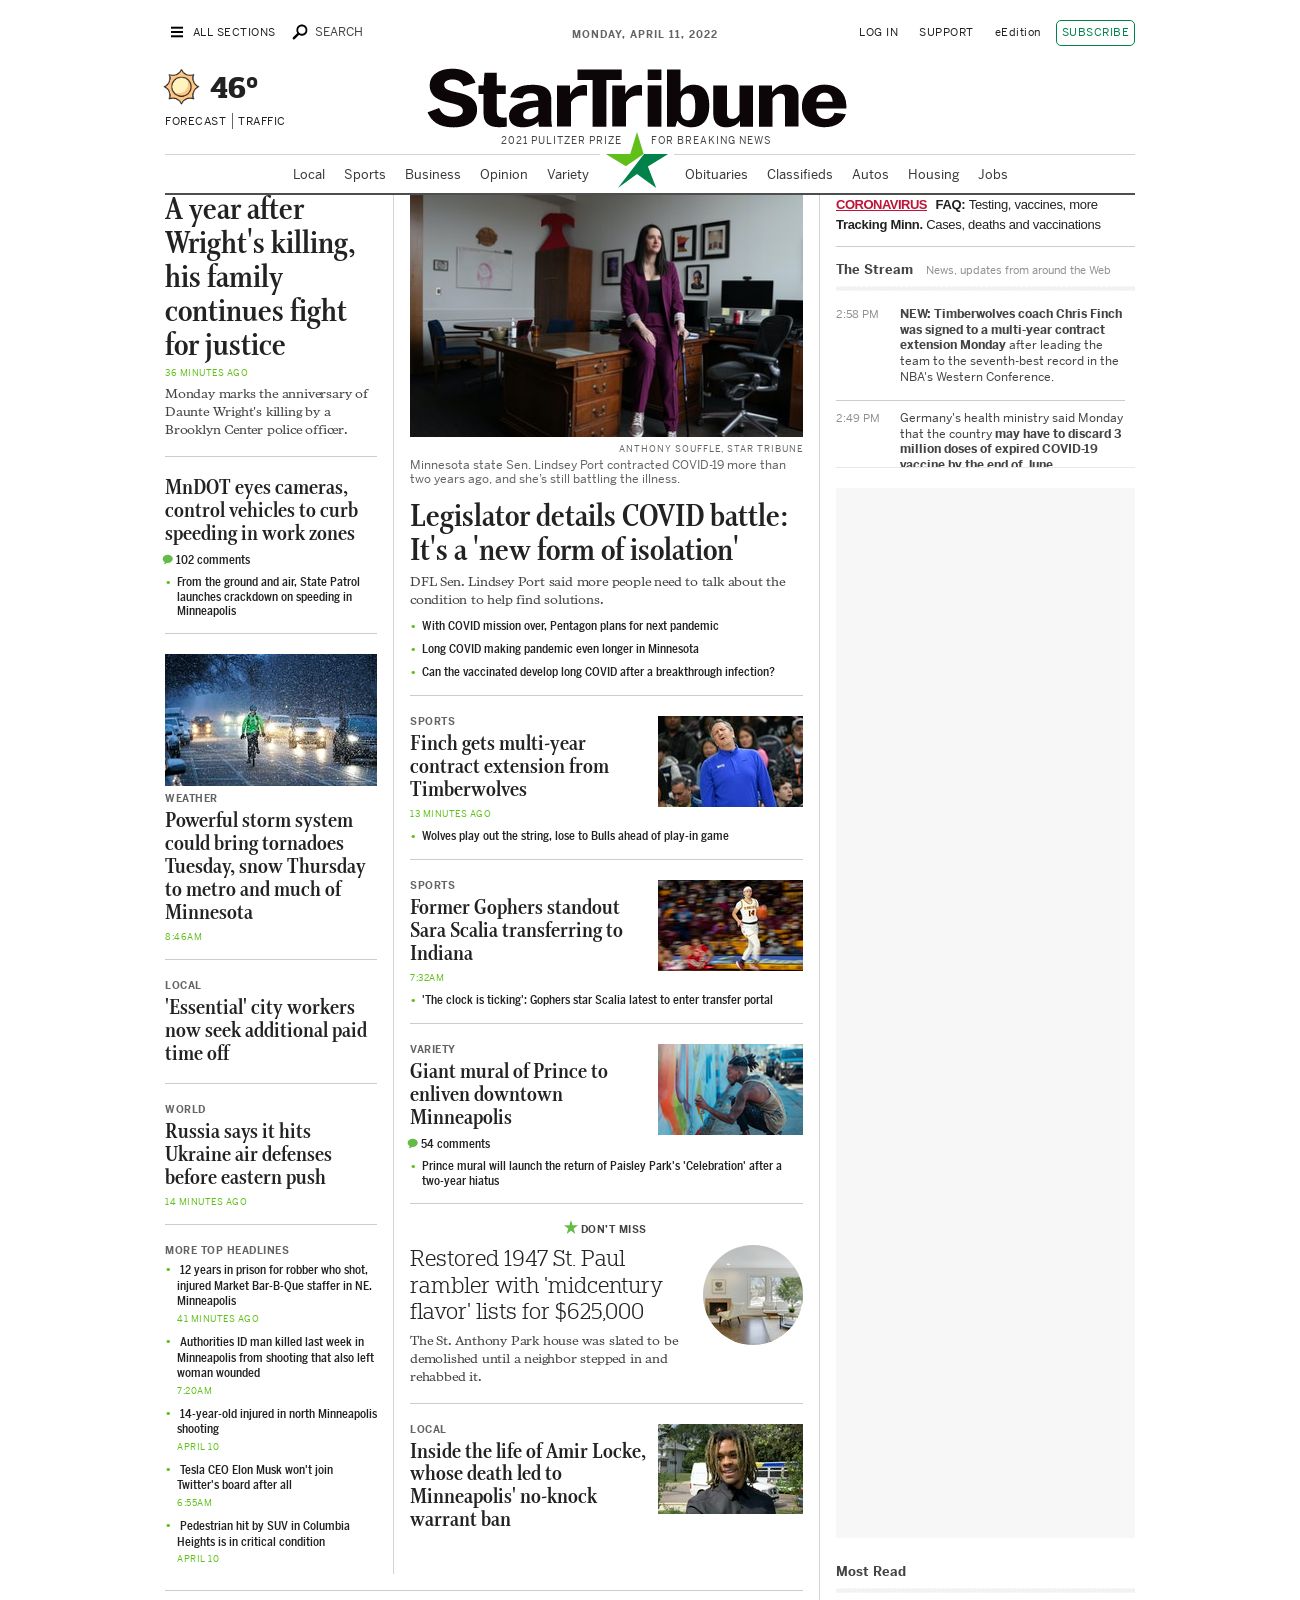 ALL SECTIONS
SEARCH
MONDAY, APRIL 11, 2022
LOG IN
SUPPORT
eEdition
SUBSCRIBE
46º
FORECAST
TRAFFIC
StarTribune
2021 PULITZER PRIZE
FOR BREAKING NEWS
Local
Sports
Business
Opinion
Variety
Obituaries
Classifieds
Autos
Housing
Jobs
A year after
Wright's killing,
his family
continues fight
for justice
36 MINUTES AGO
Monday marks the anniversary of
Daunte Wright's killing by a
Brooklyn Center police officer.
MnDOT eyes cameras,
control vehicles to curb
speeding in work zones
102 comments
From the ground and air, State Patrol
launches crackdown on speeding in
Minneapolis
WEATHER
Powerful storm system
could bring tornadoes
Tuesday, snow Thursday
to metro and much of
Minnesota
8:46AM
LOCAL
'Essential' city workers
now seek additional paid
time off
WORLD
Russia says it hits
Ukraine air defenses
before eastern push
14 MINUTES AGO
MORE TOP HEADLINES
12 years in prison for robber who shot,
injured Market Bar-B-Que staffer in NE.
Minneapolis
41 MINUTES AGO
Authorities ID man killed last week in
Minneapolis from shooting that also left
woman wounded
7:20AM
14-year-old injured in north Minneapolis
shooting
APRIL 10
Tesla CEO Elon Musk won't join
Twitter's board after all
6:55AM
Pedestrian hit by SUV in Columbia
Heights is in critical condition
APRIL 10
ANTHONY SOUFFLE, STAR TRIBUNE
Minnesota state Sen. Lindsey Port contracted COVID-19 more than
two years ago, and she's still battling the illness.
Legislator details COVID battle:
It's a 'new form of isolation'
DFL Sen. Lindsey Port said more people need to talk about the
condition to help find solutions.
With COVID mission over, Pentagon plans for next pandemic
Long COVID making pandemic even longer in Minnesota
Can the vaccinated develop long COVID after a breakthrough infection?
SPORTS
Finch gets multi-year
contract extension from
Timberwolves
13 MINUTES AGO
Wolves play out the string, lose to Bulls ahead of play-in game
SPORTS
Former Gophers standout
Sara Scalia transferring to
Indiana
7:32AM
'The clock is ticking': Gophers star Scalia latest to enter transfer portal
VARIETY
Giant mural of Prince to
enliven downtown
Minneapolis
54 comments
Prince mural will launch the return of Paisley Park's 'Celebration' after a
two-year hiatus
DON'T MISS
Restored 1947 St. Paul
rambler with 'midcentury
flavor' lists for $625,000
The St. Anthony Park house was slated to be
demolished until a neighbor stepped in and
rehabbed it.
LOCAL
Inside the life of Amir Locke,
whose death led to
Minneapolis' no-knock
warrant ban
CORONAVIRUS FAQ: Testing, vaccines, more
Tracking Minn. Cases, deaths and vaccinations
The Stream News, updates from around the Web
2:58 PM
NEW: Timberwolves coach Chris Finch
was signed to a multi-year contract
extension Monday after leading the
team to the seventh-best record in the
NBA's Western Conference.
2:49 PM
Germany's health ministry said Monday
that the country may have to discard 3
million doses of expired COVID-19
vaccine by the end of June
Most Read